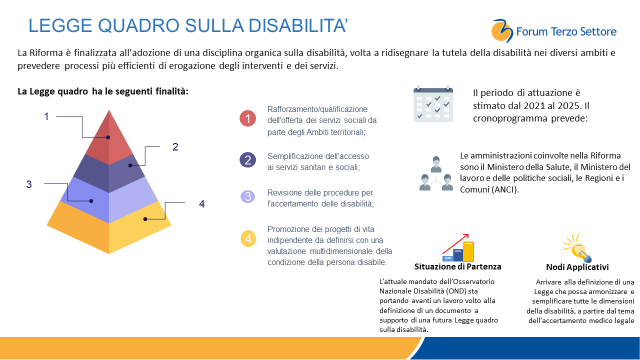 LEGGE QUADRO SULLA DISABILITA'
Forum Terzo Settore
La Riforma è finalizzata all'adozione di una disciplina organica sulla disabilità, volta a ridisegnare la tutela della disabilità nei diversi ambiti e
prevedere processi più efficienti di erogazione degli interventi e dei servizi.
La Legge quadro ha le seguenti finalità:
1
2
3
4
1
Rafforzamento/qualificazione
dell'offerta dei servizi sociali da
parte degli Ambiti territoriali;
2
Semplificazione dell'accesso
ai servizi sanitari e sociali;
3
Revisione delle procedure per
l'accertamento delle disabilità;
4
Promozione dei progetti di vita
indipendente da definirsi con una
valutazione multidimensionale della
condizione della persona disabile.
Il periodo di attuazione è
stimato dal 2021 al 2025. Il
cronoprogramma prevede:
Le amministrazioni coinvolte nella Riforma
sono il Ministero della Salute, il Ministero del
lavoro e delle politiche sociali, le Regioni e i
Comuni (ANCI).
Situazione di Partenza
L'attuale mandato dell'Osservatorio
Nazionale Disabilità (OND) sta
portando avanti un lavoro volto alla
definizione di un documento a
supporto di una futura Legge quadro
sulla disabilità.
Nodi Applicativi
Arrivare alla definizione di una
Legge che possa armonizzare e
semplificare tutte le dimensioni
della disabilità, a partire dal tema
dell'accertamento medico legale